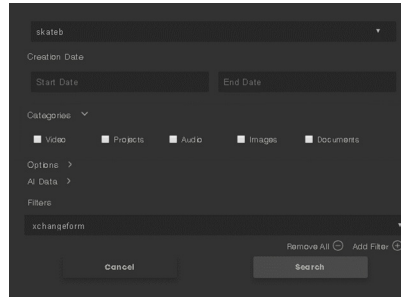 skateb
Creation Date
Start Date End Date
Categories
Video Projects Audio Images Documents
Options >
AI Data >
Filters
xchangeform
Remove All Add Filter
Cancel Search